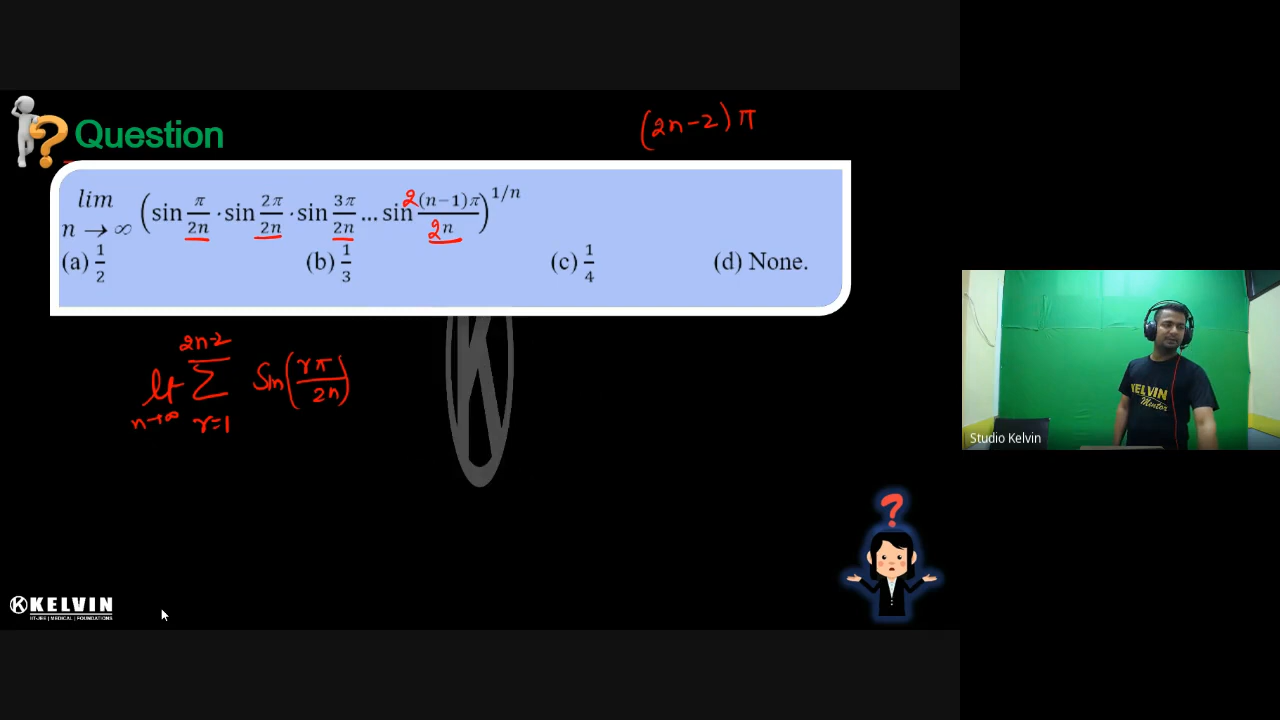 (2n-2)π
? Question
lim n → ∞ (sin π/2n · sin 2π/2n · sin 3π/2n ... sin 2(n−1)π/2n)^1/n
(a) 1/2 (b) 1/3 (c) 1/4 (d) None.
lt n→∞ 2n-2 Σ r=1 Sin(rπ/2n)
KELVIN
Mentor
Studio Kelvin
?
K KELVIN
IIT-JEE | MEDICAL | FOUNDATIONS